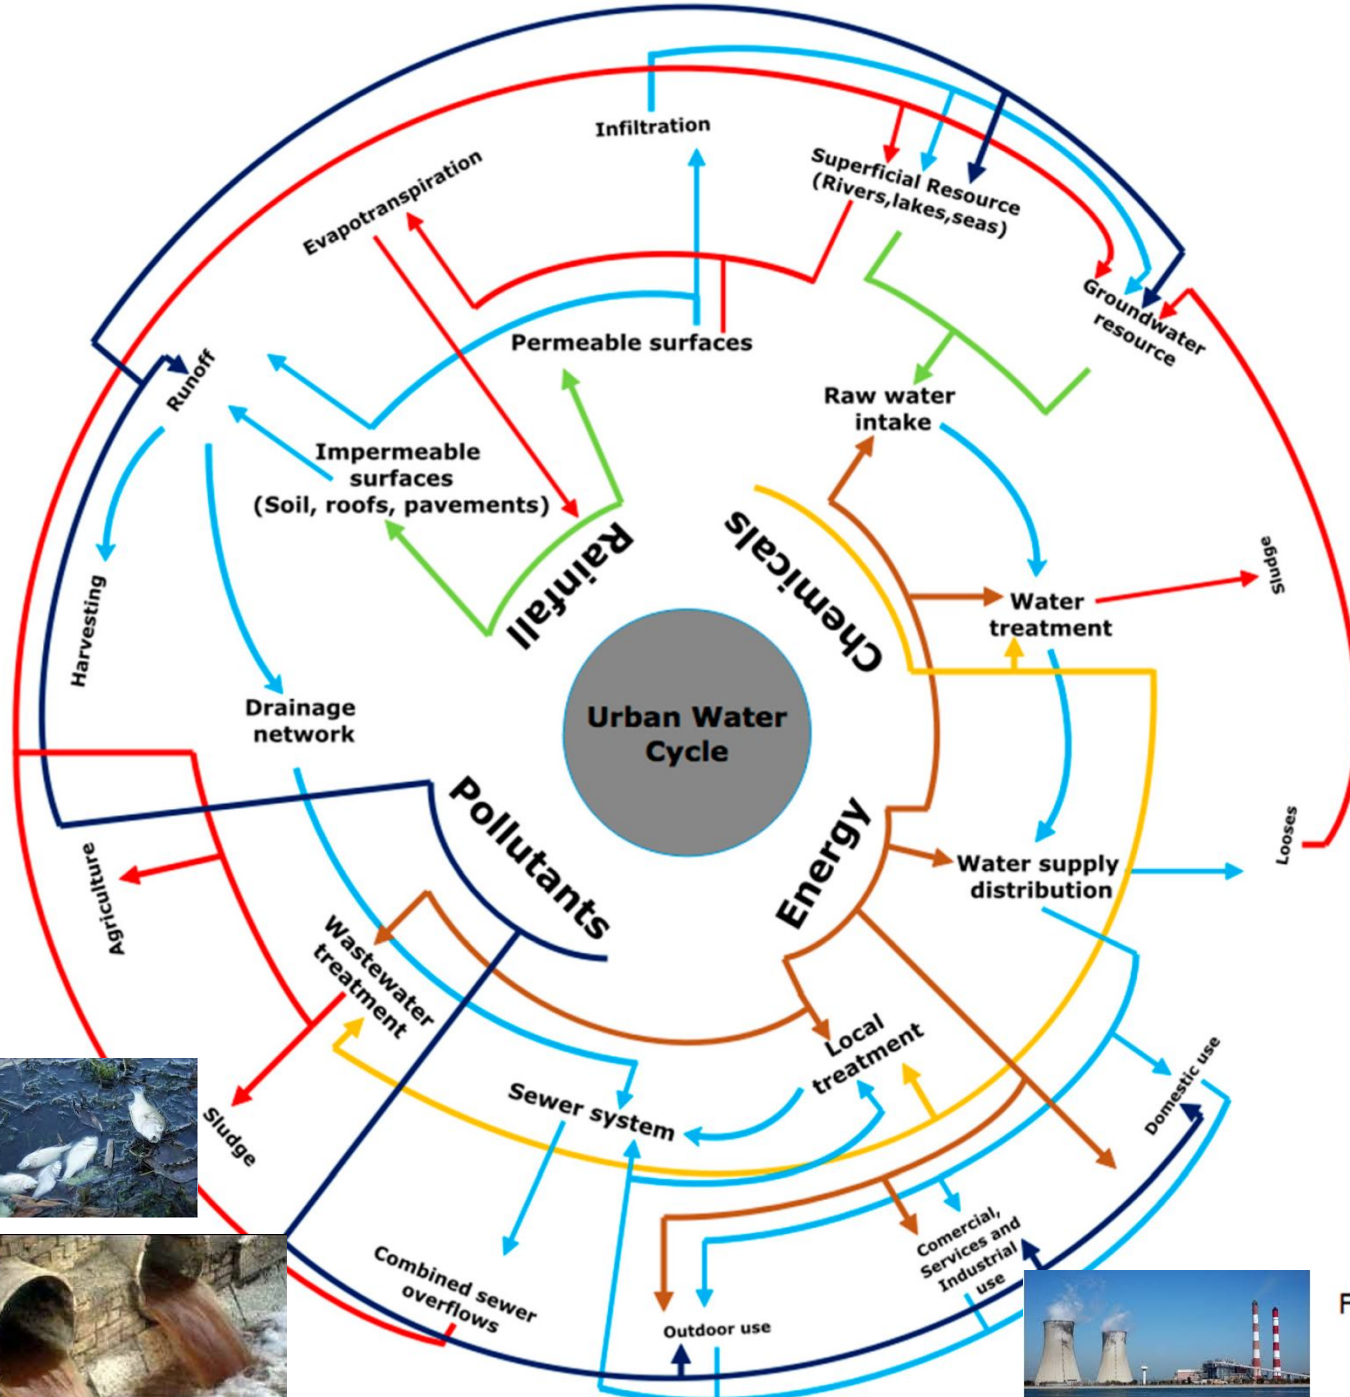 Infiltration
Superficial Resource
(Rivers,lakes,seas)
Evapotranspiration
Groundwater
resource
Permeable surfaces
Runoff
Raw water
intake
Impermeable
surfaces
(Soil, roofs, pavements)
Rainfall
Chemicals
Sludge
Water
treatment
Harvesting
Drainage
network
Urban Water
Cycle
Pollutants
Energy
Looses
Water supply
distribution
Agriculture
Wastewater
treatment
Local
treatment
Domestic use
Sewer system
Sludge
Comercial,
Services and
Industrial
use
Combined sewer
overflows
Outdoor use
F